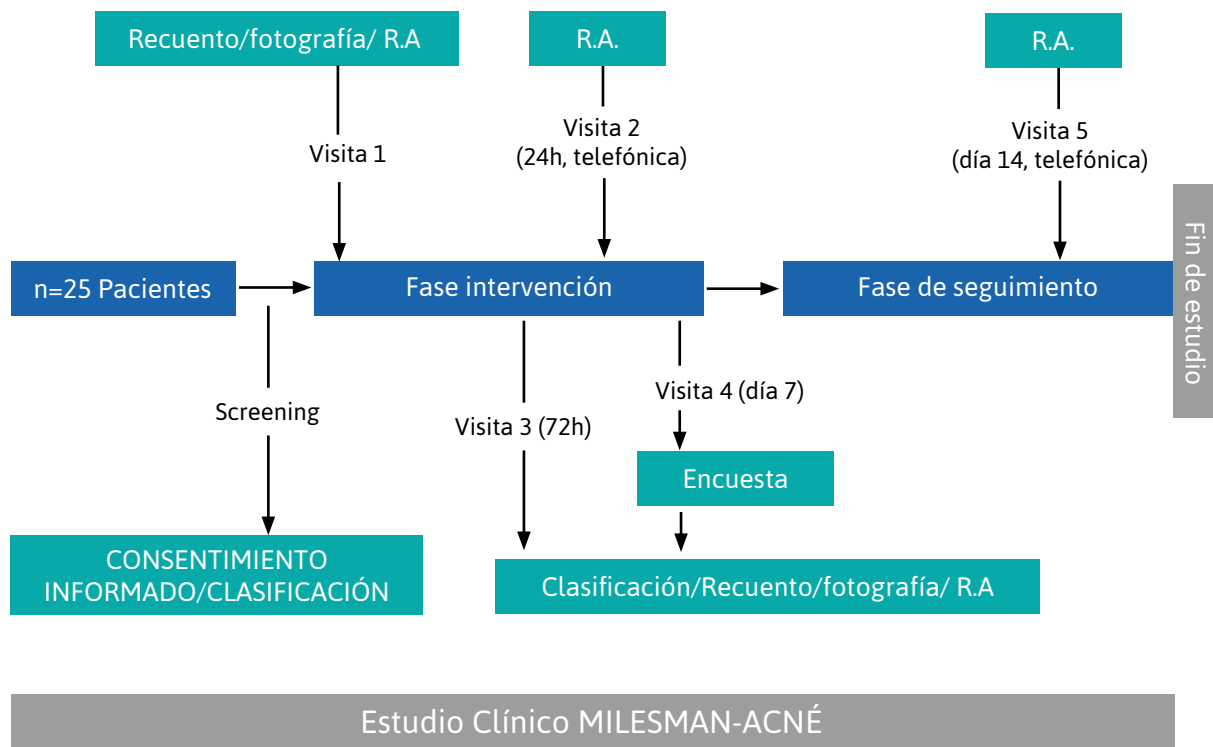 Recuento/fotografía/ R.A
R.A.
R.A.
Visita 1
Visita 2
(24h, telefónica)
Visita 5
(día 14, telefónica)
n=25 Pacientes
Fase intervención
Fase de seguimiento
Fin de estudio
Screening
Visita 3 (72h)
Visita 4 (día 7)
Encuesta
CONSENTIMIENTO
INFORMADO/CLASIFICACIÓN
Clasificación/Recuento/fotografía/ R.A
Estudio Clínico MILESMAN-ACNÉ